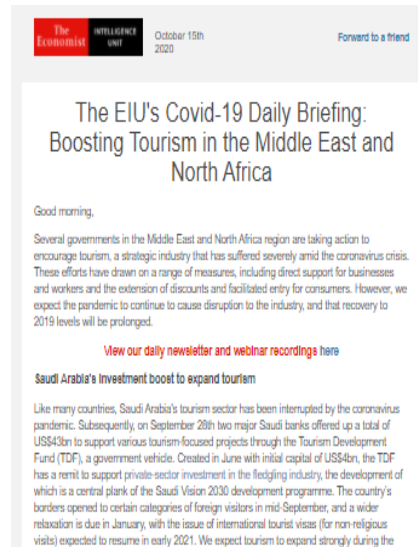 The
Economist
INTELLIGENCE
UNIT
October 15th
2020
Forward to a friend
The EIU's Covid-19 Daily Briefing:
Boosting Tourism in the Middle East and
North Africa
Good morning,
Several governments in the Middle East and North Africa region are taking action to
encourage tourism, a strategic industry that has suffered severely amid the coronavirus crisis.
These efforts have drawn on a range of measures, including direct support for businesses
and workers and the extension of discounts and facilitated entry for consumers. However, we
expect the pandemic to continue to cause disruption to the industry, and that recovery to
2019 levels will be prolonged.
View our daily newsletter and webinar recordings here
Saudi Arabia's investment boost to expand tourism
Like many countries, Saudi Arabia's tourism sector has been interrupted by the coronavirus
pandemic. Subsequently, on September 28th two major Saudi banks offered up a total of
US$43bn to support various tourism-focused projects through the Tourism Development
Fund (TDF), a government vehicle. Created in June with initial capital of US$4bn, the TDF
has a remit to support private-sector investment in the fledgling industry, the development of
which is a central plank of the Saudi Vision 2030 development programme. The country's
borders opened to certain categories of foreign visitors in mid-September, and a wider
relaxation is due in January, with the issue of international tourist visas (for non-religious
visits) expected to resume in early 2021. We expect tourism to expand strongly during the